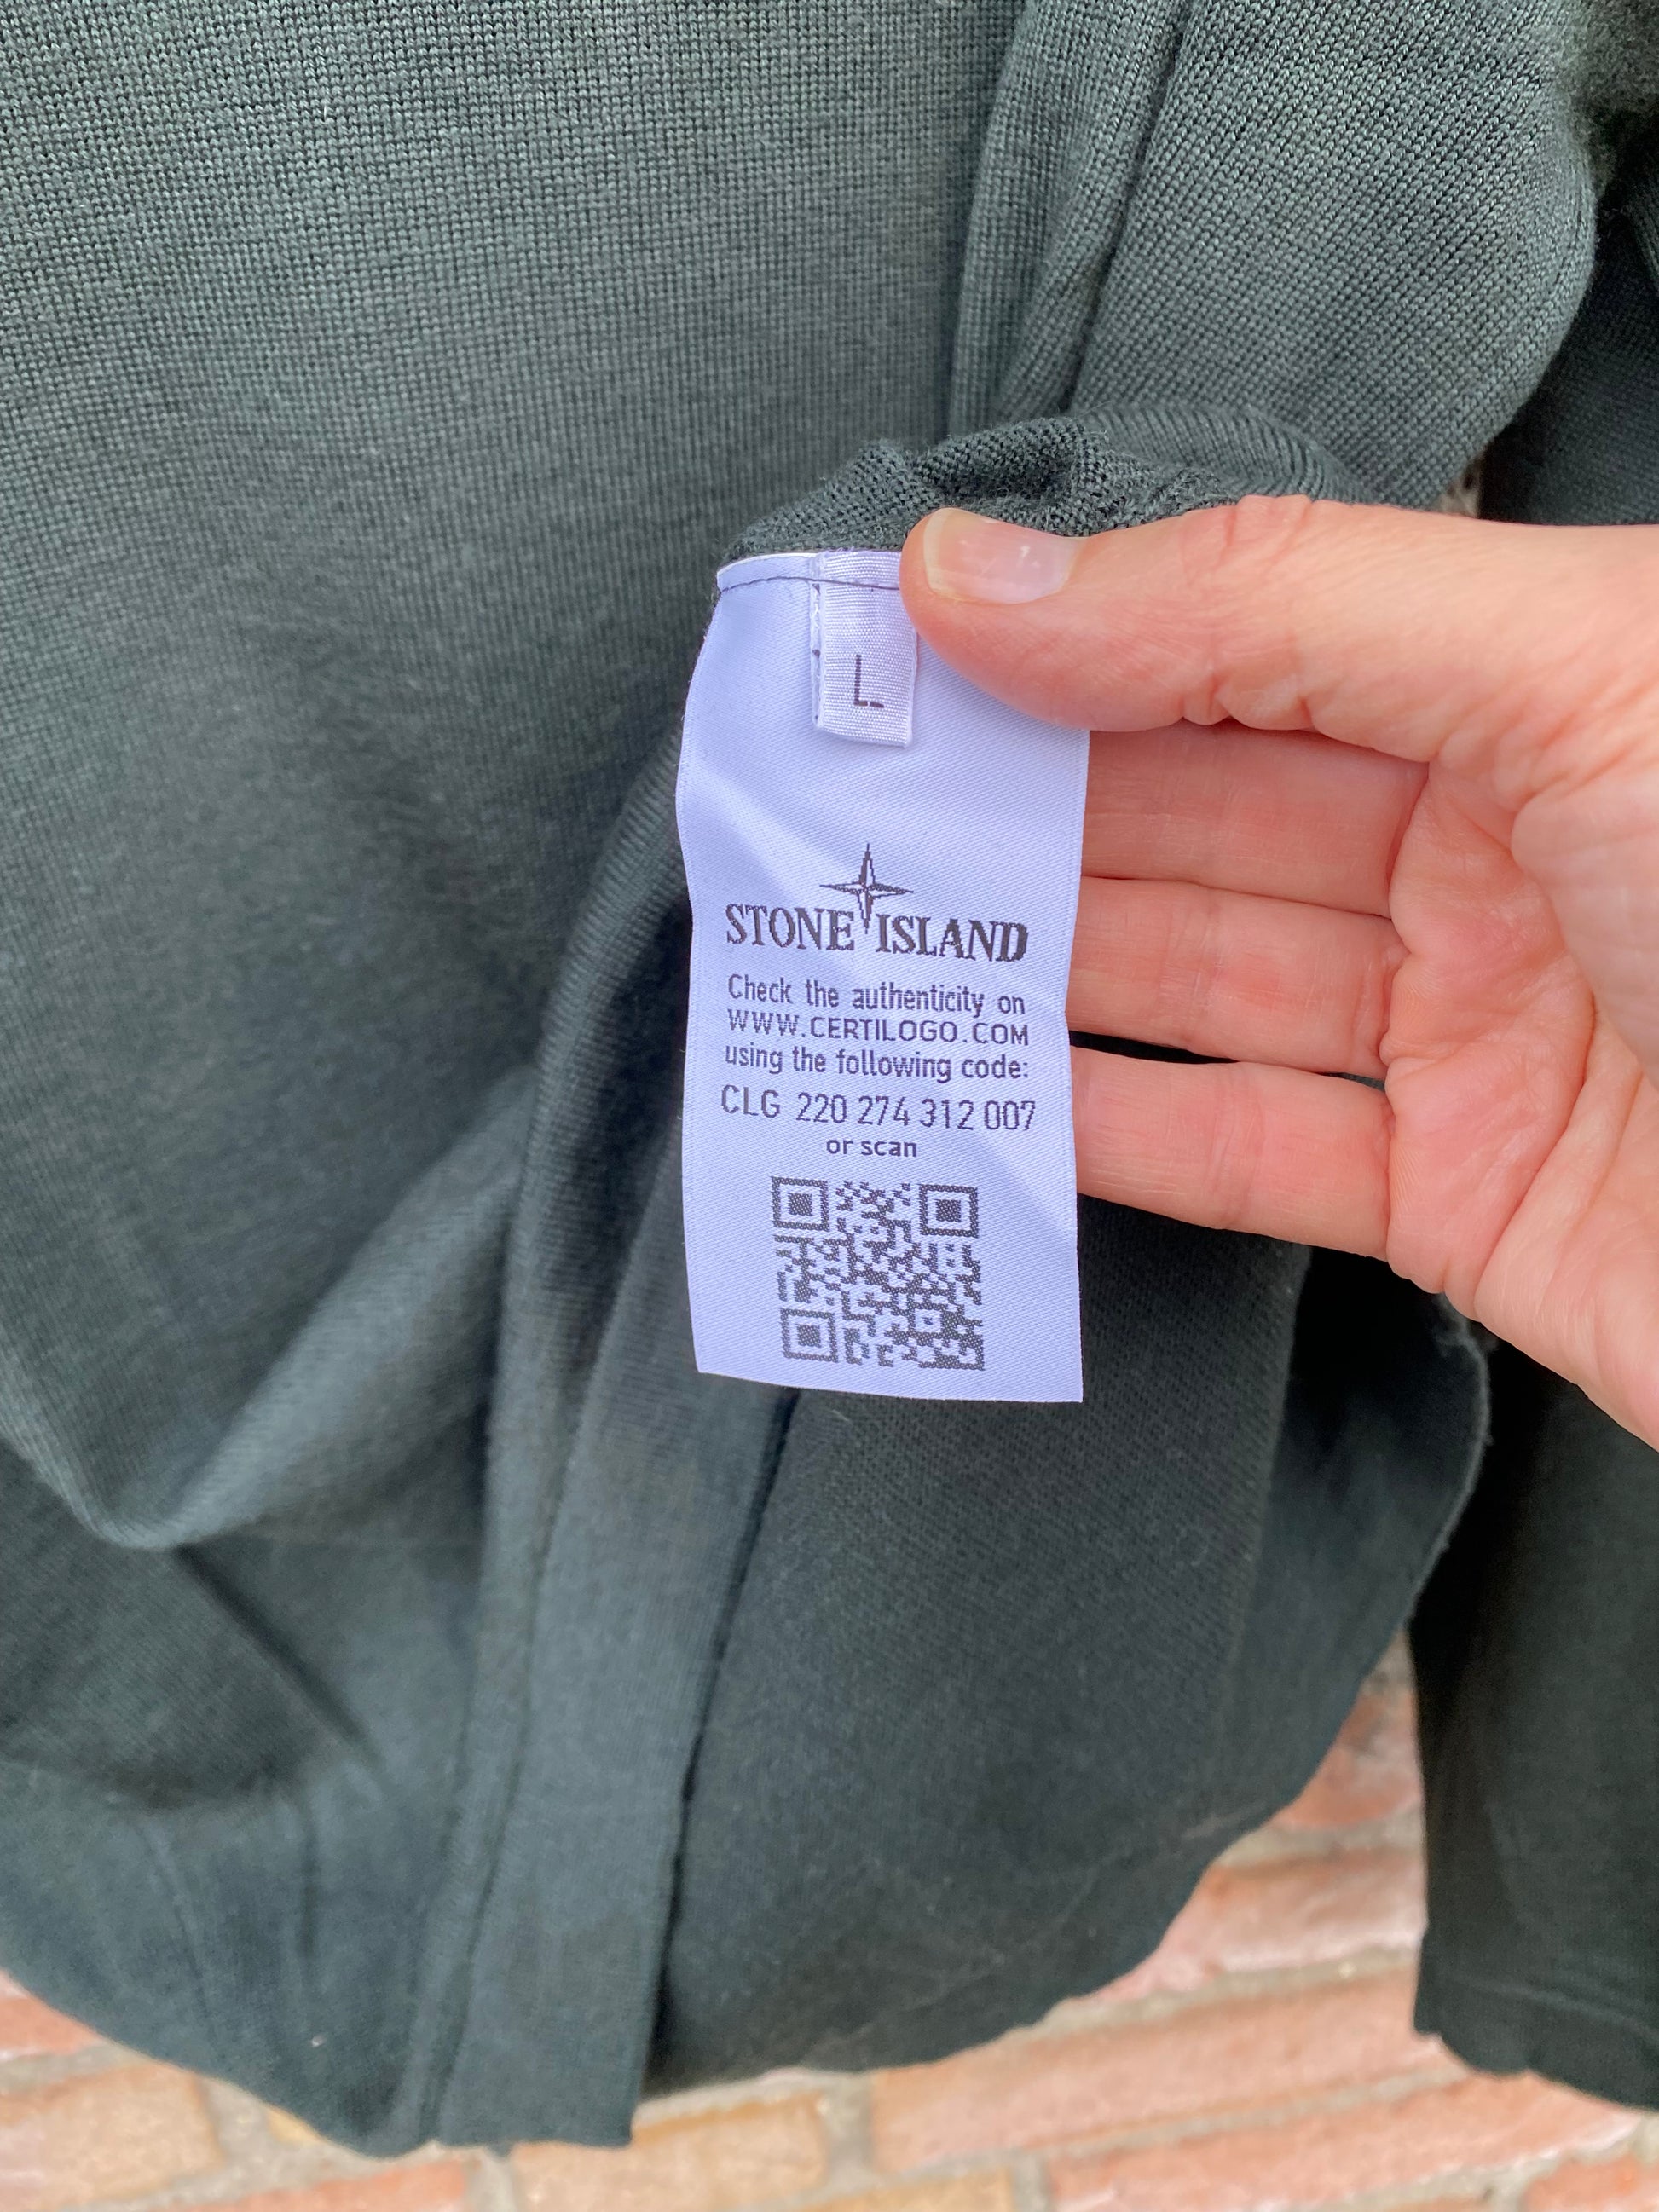 L
STONE ISLAND
Check the authenticity on
WWW.CERTILOGO.COM
using the following code:
CLG 220 274 312 007
or scan